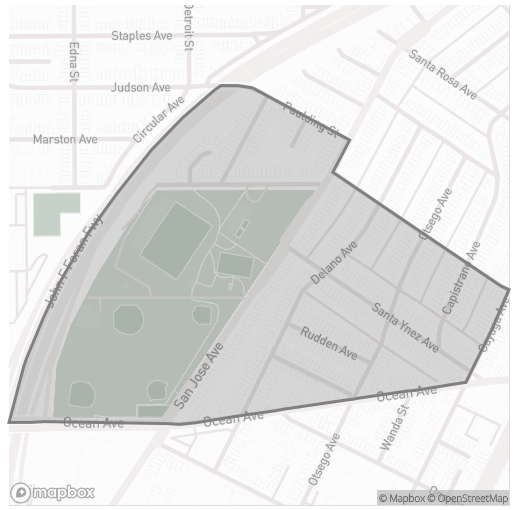 Staples Ave
Detroit St
Edna St
Santa Rosa Ave
Judson Ave
Circular Ave
Paulding St
Marston Ave
Otsego Ave
John F Foran Fwy
Delano Ave
Capistrano Ave
Santa Ynez Ave
Cayuga Ave
Rudden Ave
San Jose Ave
Ocean Ave
Ocean Ave
Ocean Ave
Wanda St
Otsego Ave
mapbox
© Mapbox © OpenStreetMap